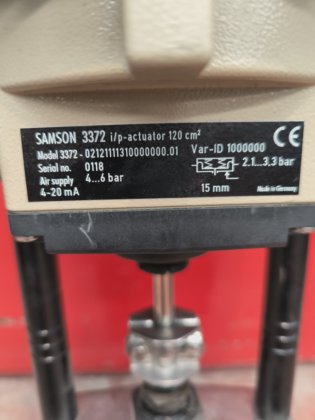 SAMSON 3372 i/p-actuator 120 cm²
Model 3372 - 02121111310000000.01 Var-ID 1000000
Serial no. 0118 2.1...3.3 bar
Air supply 4...6 bar
4-20 mA 15 mm Made in Germany
CE